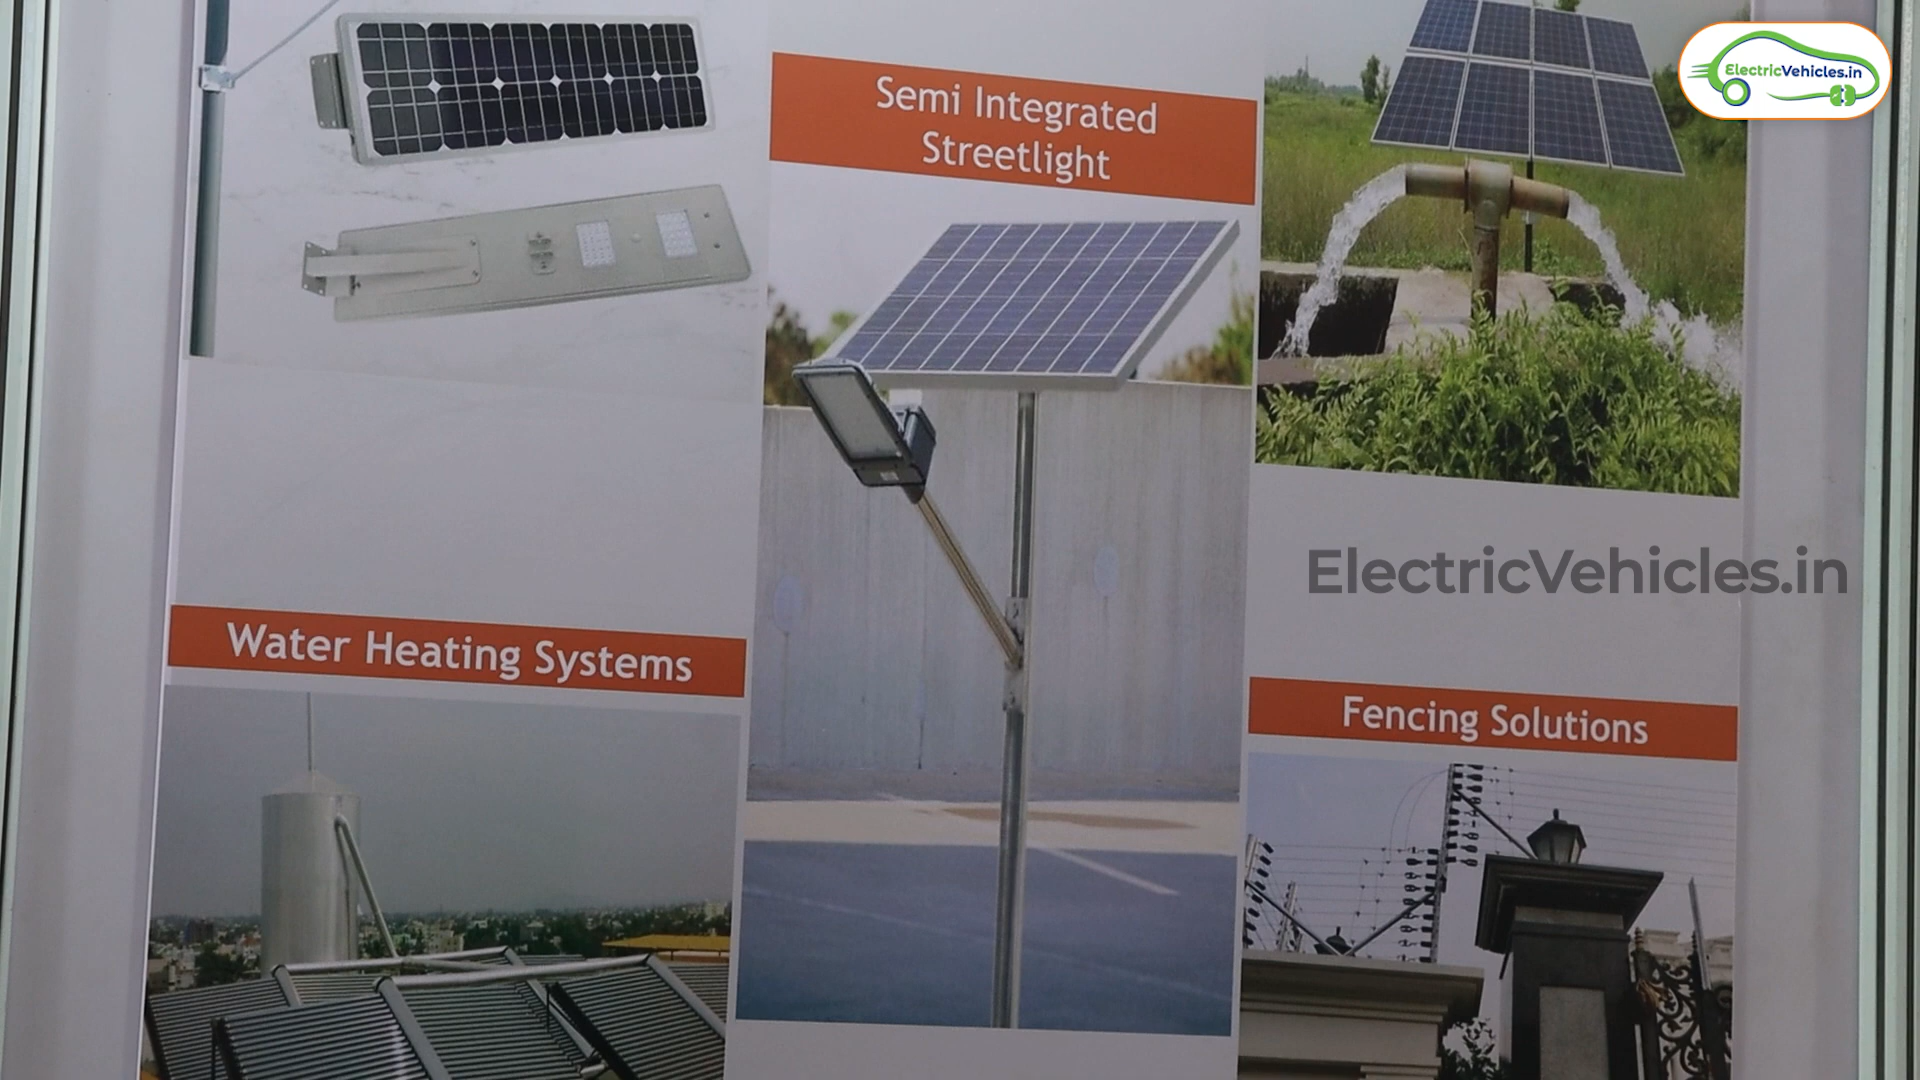 Semi Integrated
Streetlight
ElectricVehicles.in
ElectricVehicles.in
Water Heating Systems
Fencing Solutions